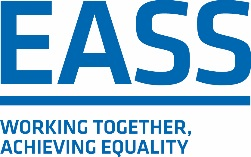 EASS
WORKING TOGETHER,
ACHIEVING EQUALITY